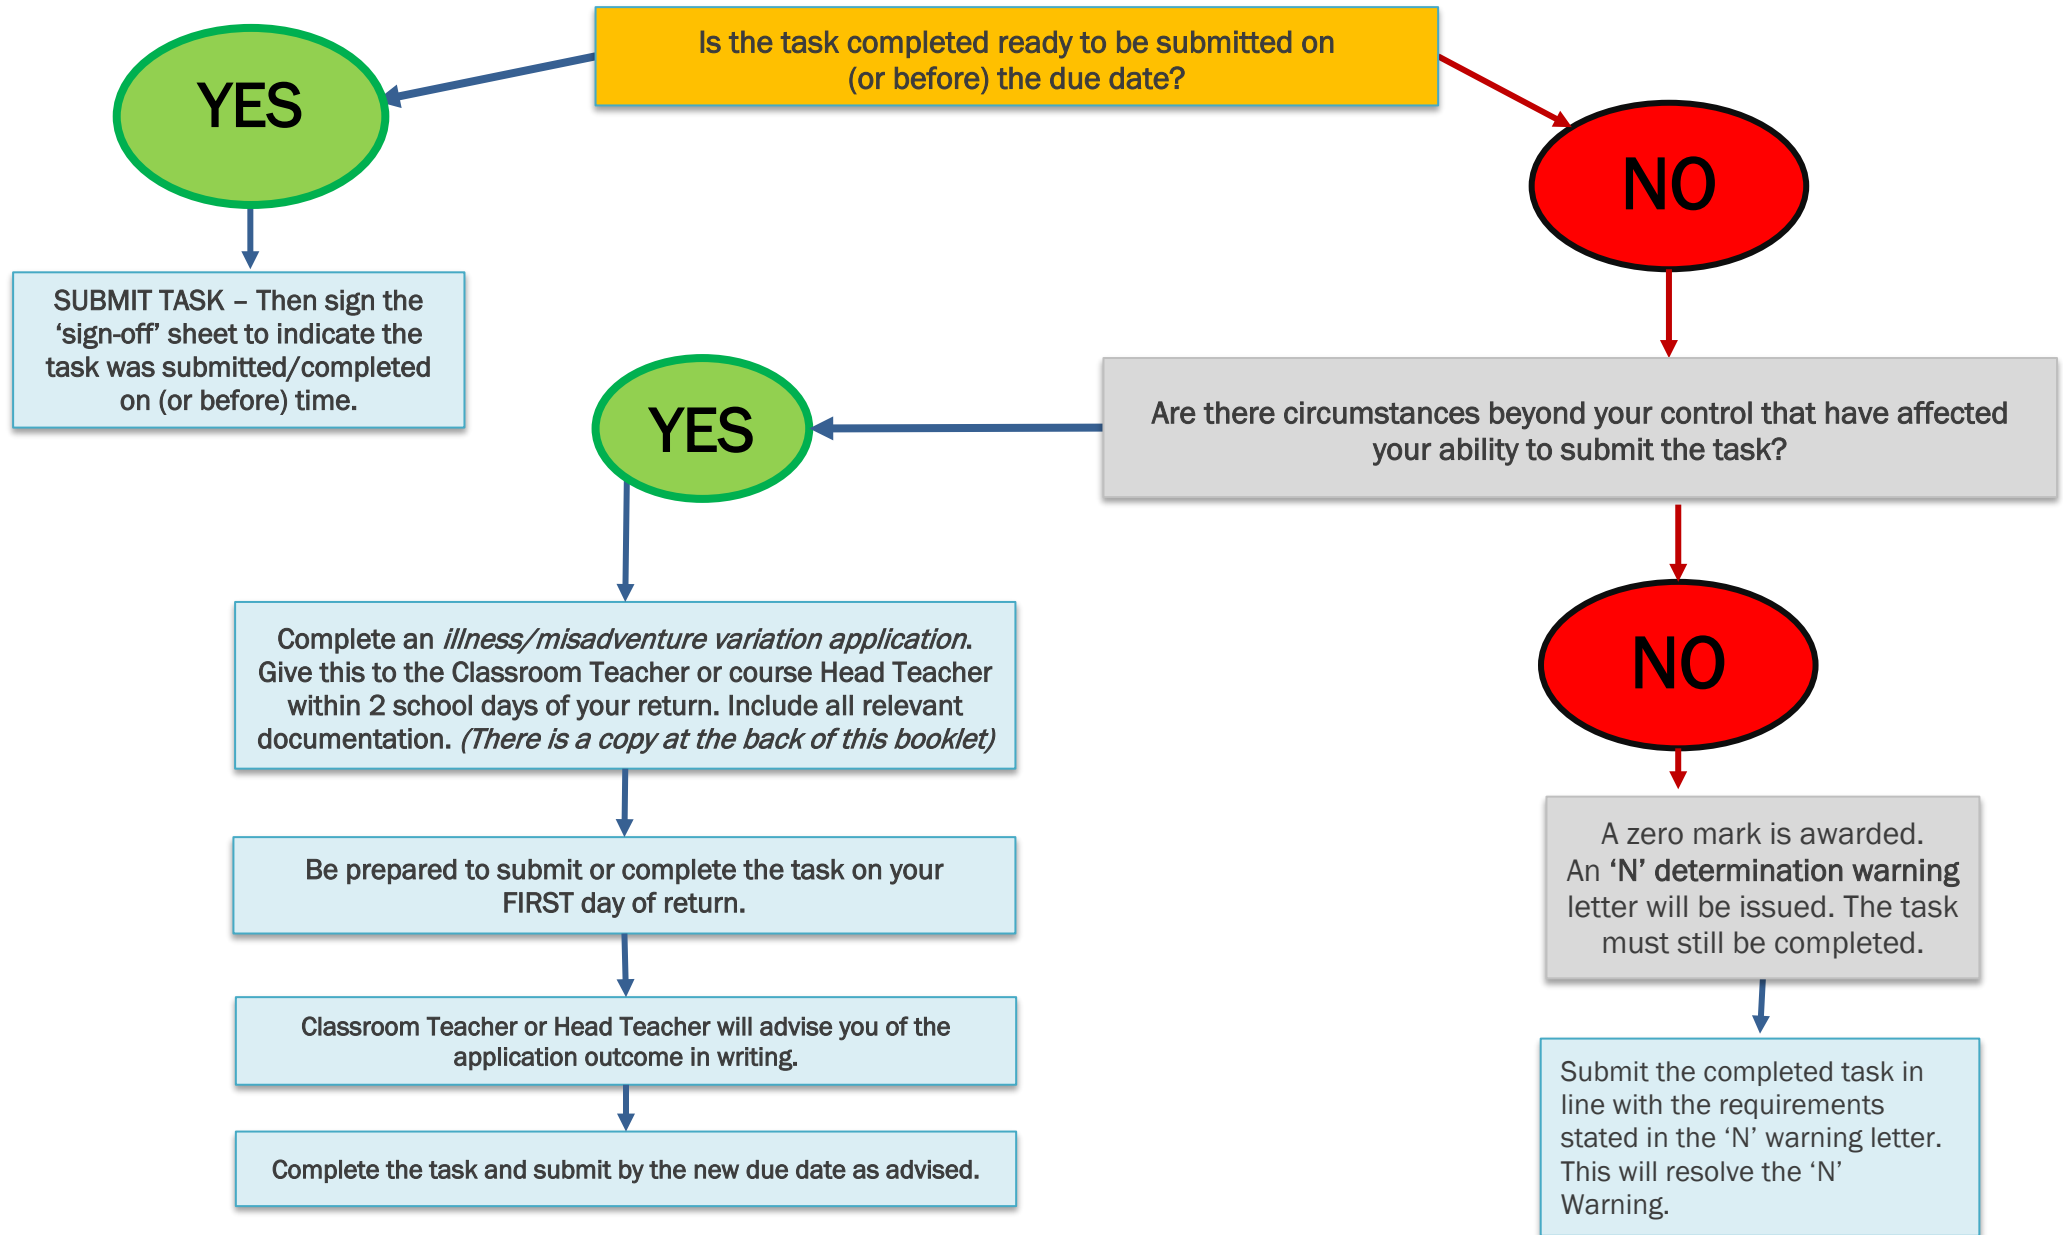 Is the task completed ready to be submitted on
(or before) the due date?
YES
NO
SUBMIT TASK – Then sign the
‘sign-off’ sheet to indicate the
task was submitted/completed
on (or before) time.
Are there circumstances beyond your control that have affected
your ability to submit the task?
YES
NO
Complete an illness/misadventure variation application.
Give this to the Classroom Teacher or course Head Teacher
within 2 school days of your return. Include all relevant
documentation. (There is a copy at the back of this booklet)
Be prepared to submit or complete the task on your
FIRST day of return.
Classroom Teacher or Head Teacher will advise you of the
application outcome in writing.
Complete the task and submit by the new due date as advised.
A zero mark is awarded.
An ‘N’ determination warning
letter will be issued. The task
must still be completed.
Submit the completed task in
line with the requirements
stated in the ‘N’ warning letter.
This will resolve the ‘N’
Warning.